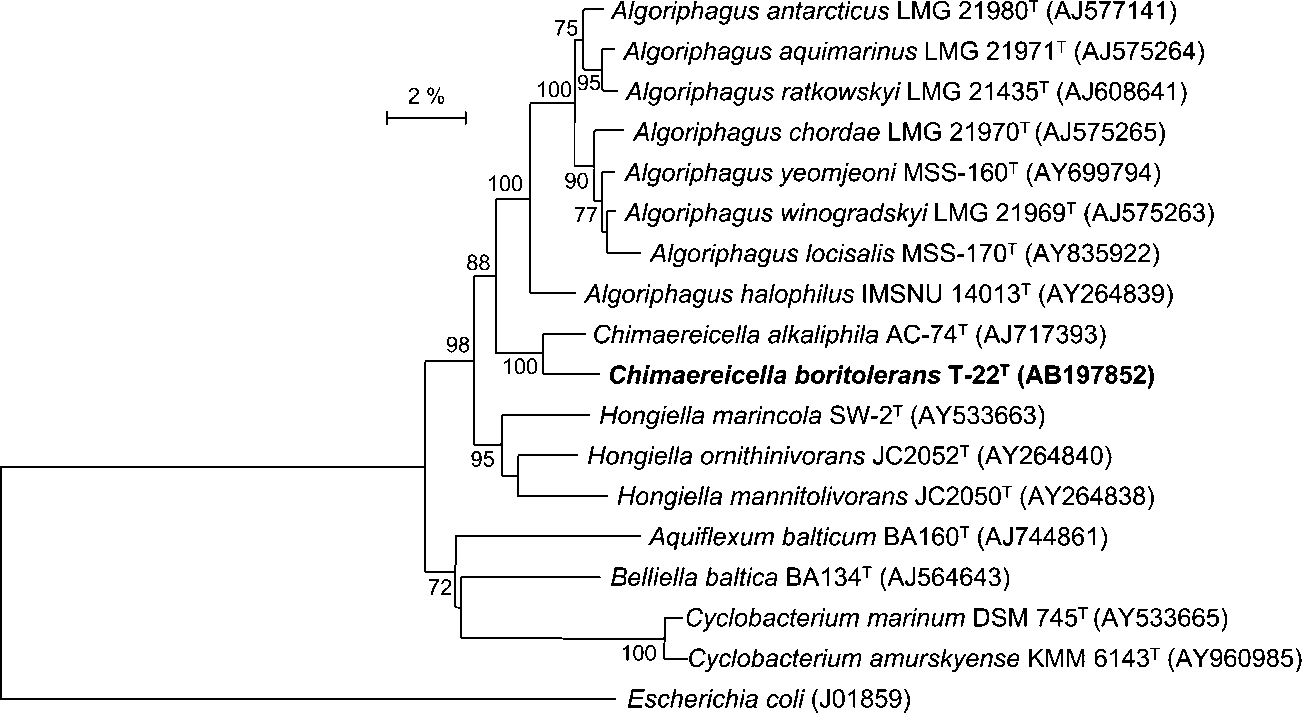 Algoriphagus antarcticus LMG 21980ᵀ (AJ577141)
75
Algoriphagus aquimarinus LMG 21971ᵀ (AJ575264)
95
100
2 %
Algoriphagus ratkowskyi LMG 21435ᵀ (AJ608641)
Algoriphagus chordae LMG 21970ᵀ (AJ575265)
Algoriphagus yeomjeoni MSS-160ᵀ (AY699794)
90
100
77
Algoriphagus winogradskyi LMG 21969ᵀ (AJ575263)
Algoriphagus locisalis MSS-170ᵀ (AY835922)
88
Algoriphagus halophilus IMSNU 14013ᵀ (AY264839)
Chimaereicella alkaliphila AC-74ᵀ (AJ717393)
98
100
Chimaereicella boritolerans T-22ᵀ (AB197852)
Hongiella marincola SW-2ᵀ (AY533663)
95
Hongiella ornithinivorans JC2052ᵀ (AY264840)
Hongiella mannitolivorans JC2050ᵀ (AY264838)
Aquiflexum balticum BA160ᵀ (AJ744861)
72
Belliella baltica BA134ᵀ (AJ564643)
Cyclobacterium marinum DSM 745ᵀ (AY533665)
100
Cyclobacterium amurskyense KMM 6143ᵀ (AY960985)
Escherichia coli (J01859)